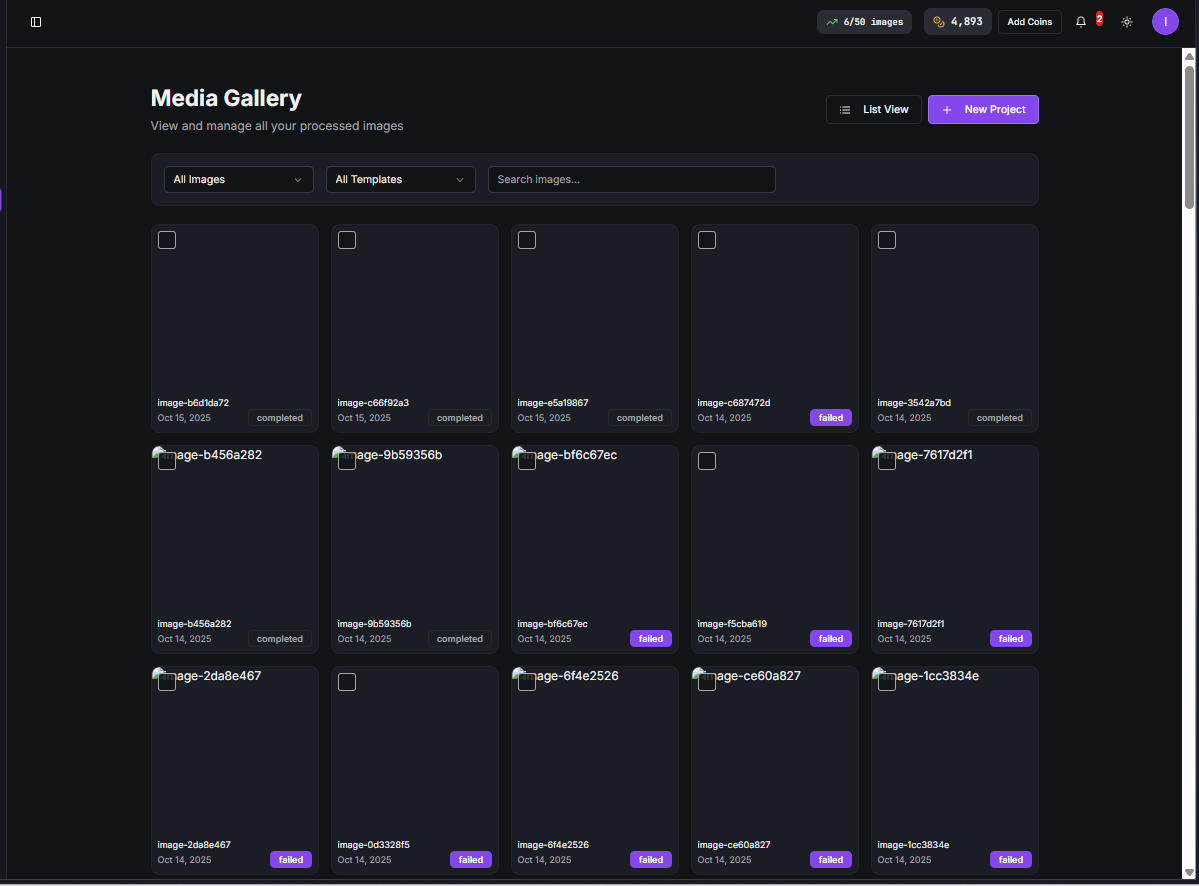 6/50 images 4,893 Add Coins 2 I
Media Gallery
View and manage all your processed images
List View New Project
All Images All Templates Search images...
image-b6d1da72 image-c66f92a3 image-e5a19867 image-c687472d image-3542a7bd
Oct 15, 2025 completed Oct 15, 2025 completed Oct 15, 2025 completed Oct 14, 2025 failed Oct 14, 2025 completed
image-b456a282 image-9b59356b image-bf6c67ec image-7617d2f1
image-b456a282 image-9b59356b image-bf6c67ec image-f5cba619 image-7617d2f1
Oct 14, 2025 completed Oct 14, 2025 completed Oct 14, 2025 failed Oct 14, 2025 failed Oct 14, 2025 failed
image-2da8e467 image-6f4e2526 image-ce60a827 image-1cc3834e
image-2da8e467 image-0d3328f5 image-6f4e2526 image-ce60a827 image-1cc3834e
Oct 14, 2025 failed Oct 14, 2025 failed Oct 14, 2025 failed Oct 14, 2025 failed Oct 14, 2025 failed